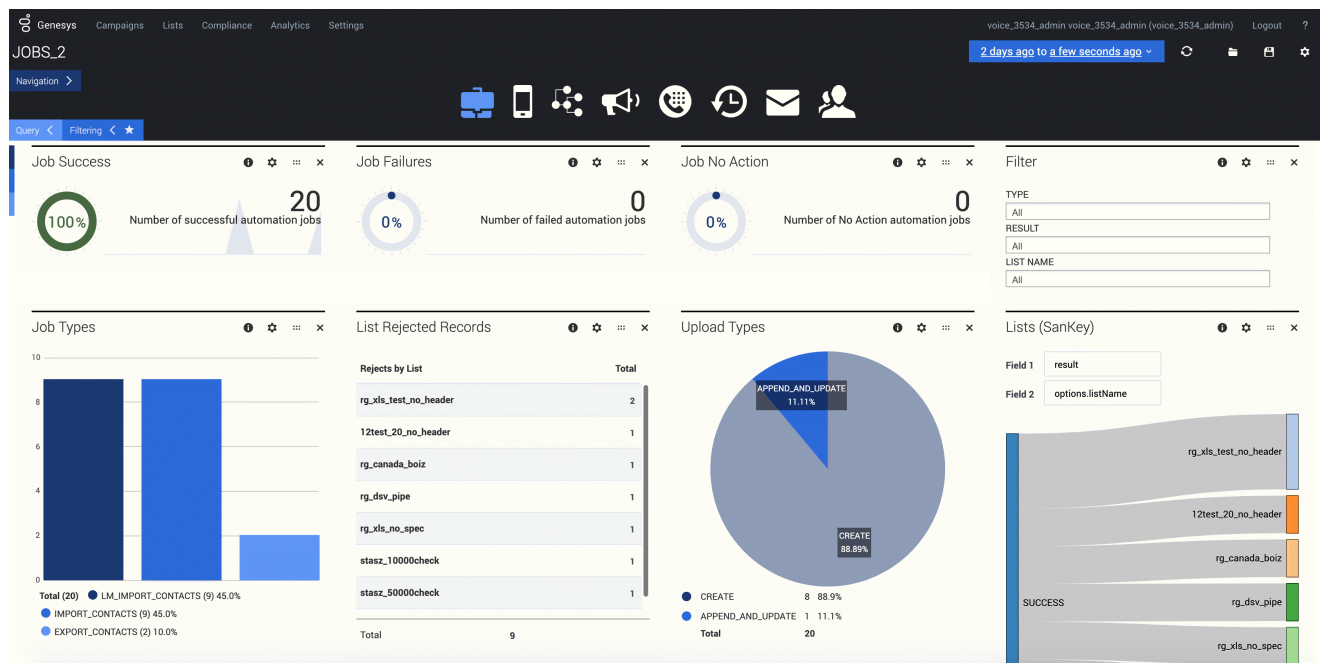 Genesys Campaigns Lists Compliance Analytics Settings voice_3534_admin voice_3534_admin (voice_3534_admin) Logout ?
JOBS_2
2 days ago to a few seconds ago
Navigation
Query Filtering
Job Success
100%
20
Number of successful automation jobs
Job Failures
0%
0
Number of failed automation jobs
Job No Action
0%
0
Number of No Action automation jobs
Filter
TYPE
All
RESULT
All
LIST NAME
All
Job Types
10
8
6
4
2
0
Total (20) LM_IMPORT_CONTACTS (9) 45.0%
IMPORT_CONTACTS (9) 45.0%
EXPORT_CONTACTS (2) 10.0%
List Rejected Records
Rejects by List Total
rg_xls_test_no_header 2
12test_20_no_header 1
rg_canada_boiz 1
rg_dsv_pipe 1
rg_xls_no_spec 1
stasz_10000check 1
stasz_50000check 1
Total 9
Upload Types
APPEND_AND_UPDATE
11.11%
CREATE
88.89%
CREATE 8 88.9%
APPEND_AND_UPDATE 1 11.1%
Total 20
Lists (SanKey)
Field 1 result
Field 2 options.listName
rg_xls_test_no_header
12test_20_no_header
rg_canada_boiz
SUCCESS
rg_dsv_pipe
rg_xls_no_spec